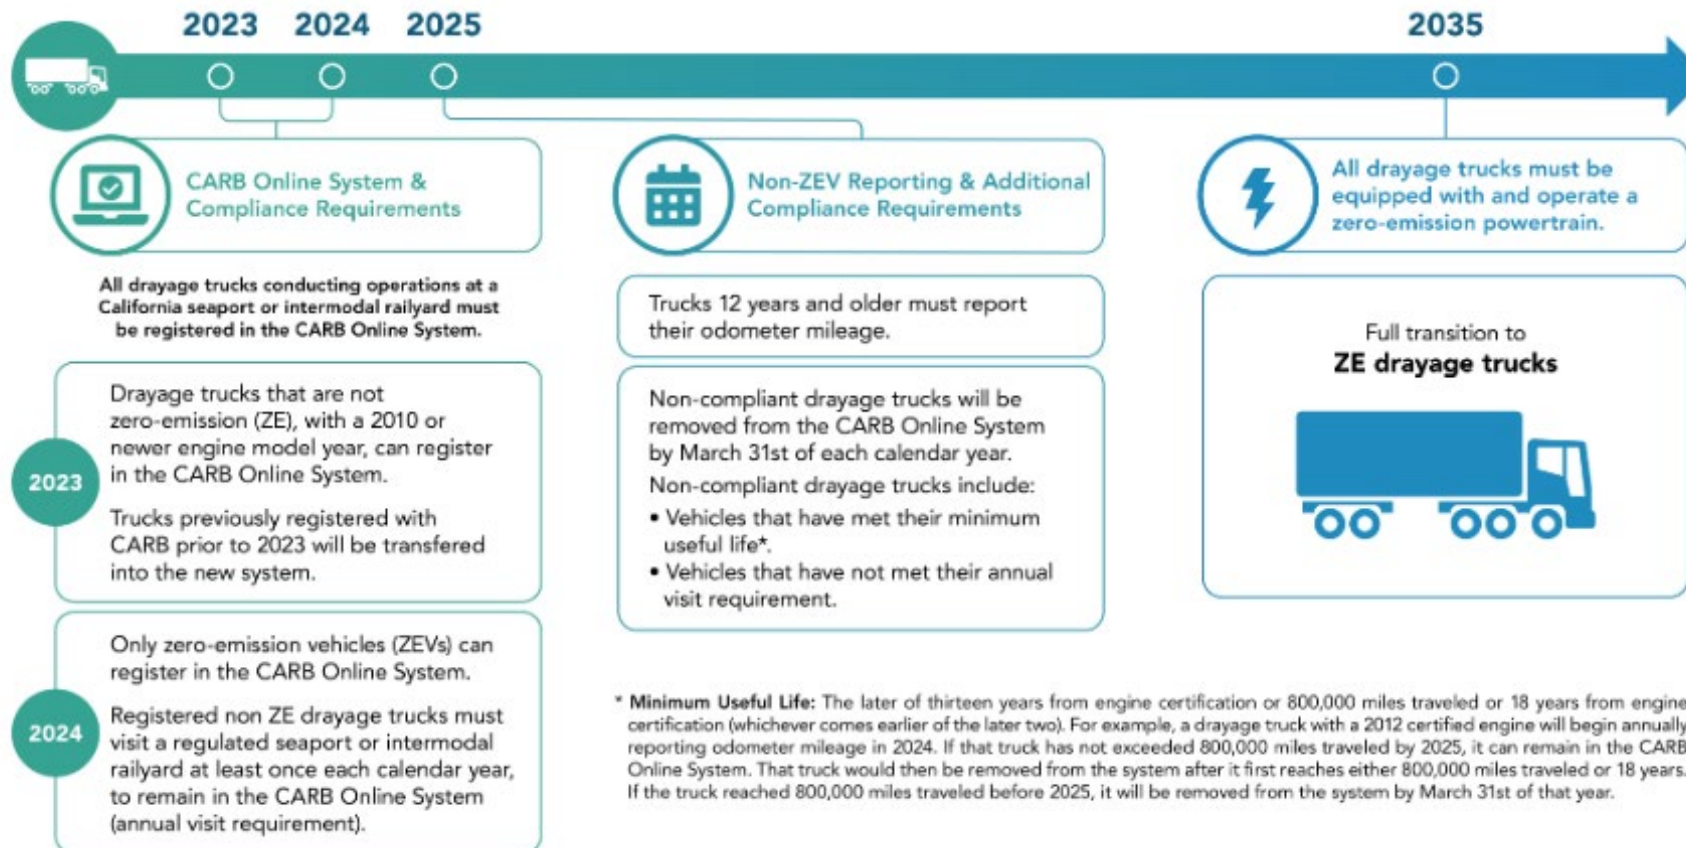 2023
2024
2025
2035
CARB Online System &
Compliance Requirements
All drayage trucks conducting operations at a
California seaport or intermodal railyard must
be registered in the CARB Online System.
2023
Drayage trucks that are not
zero-emission (ZE), with a 2010 or
newer engine model year, can register
in the CARB Online System.
Trucks previously registered with
CARB prior to 2023 will be transfered
into the new system.
2024
Only zero-emission vehicles (ZEVs) can
register in the CARB Online System.
Registered non ZE drayage trucks must
visit a regulated seaport or intermodal
railyard at least once each calendar year,
to remain in the CARB Online System
(annual visit requirement).
Non-ZEV Reporting & Additional
Compliance Requirements
Trucks 12 years and older must report
their odometer mileage.
Non-compliant drayage trucks will be
removed from the CARB Online System
by March 31st of each calendar year.
Non-compliant drayage trucks include:
• Vehicles that have met their minimum
useful life*.
• Vehicles that have not met their annual
visit requirement.
All drayage trucks must be
equipped with and operate a
zero-emission powertrain.
Full transition to
ZE drayage trucks
* Minimum Useful Life: The later of thirteen years from engine certification or 800,000 miles traveled or 18 years from engine
certification (whichever comes earlier of the later two). For example, a drayage truck with a 2012 certified engine will begin annually
reporting odometer mileage in 2024. If that truck has not exceeded 800,000 miles traveled by 2025, it can remain in the CARB
Online System. That truck would then be removed from the system after it first reaches either 800,000 miles traveled or 18 years.
If the truck reached 800,000 miles traveled before 2025, it will be removed from the system by March 31st of that year.